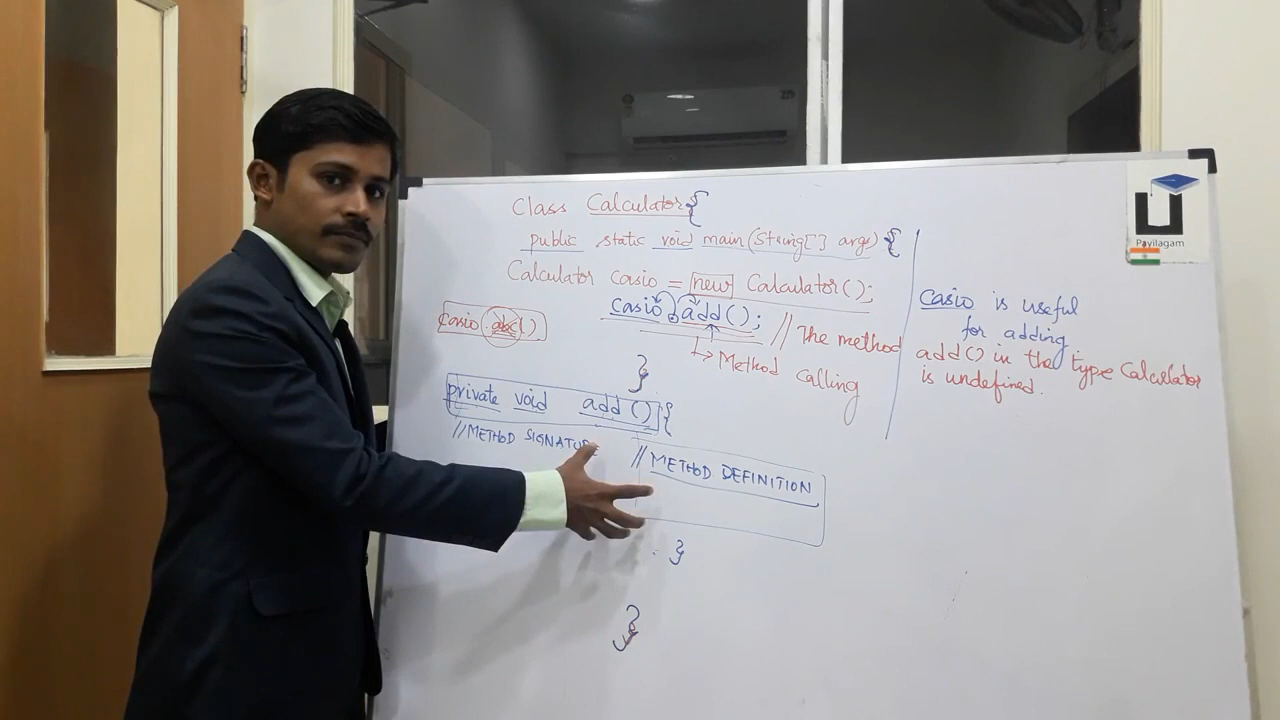 Class Calculator{
public static void main(String[] args) {
Calculator casio = new Calculator();
casio.add();
casio.abc()
// The method
Method calling
}
private void add() {
//METHOD SIGNATUR
// METHOD DEFINITION
}
}
casio is useful
for adding
add() in the type Calculator
is undefined.
Payilagam